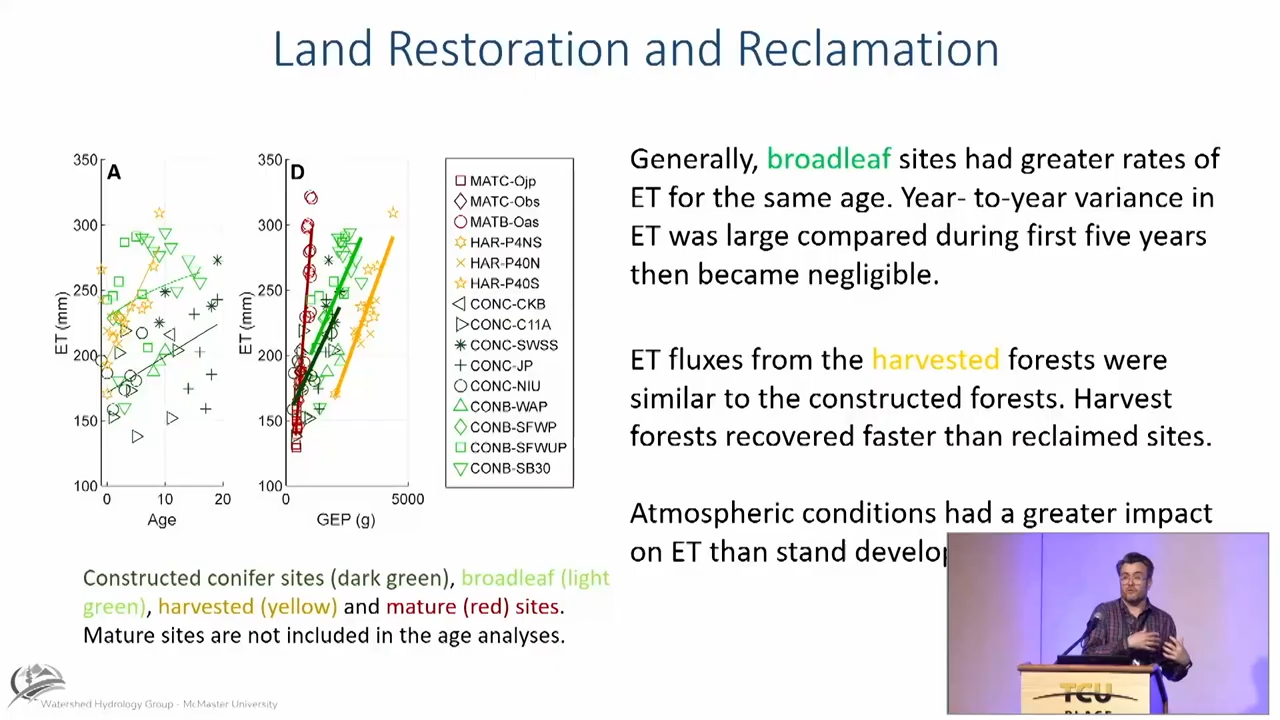 Land Restoration and Reclamation
350
A
300
250
200
150
100
ET (mm)
0
10
20
Age
350
D
300
250
200
150
100
ET (mm)
0
5000
GEP (g)
MATC-Ojp
MATC-Obs
MATB-Oas
HAR-P4NS
HAR-P40N
HAR-P40S
CONC-CKB
CONC-C11A
CONC-SWSS
CONC-JP
CONC-NIU
CONB-WAP
CONB-SFWP
CONB-SFWUP
CONB-SB30
Constructed conifer sites (dark green), broadleaf (light
green), harvested (yellow) and mature (red) sites.
Mature sites are not included in the age analyses.
Generally, broadleaf sites had greater rates of
ET for the same age. Year- to-year variance in
ET was large compared during first five years
then became negligible.
ET fluxes from the harvested forests were
similar to the constructed forests. Harvest
forests recovered faster than reclaimed sites.
Atmospheric conditions had a greater impact
on ET than stand develop
TCU
PLACE
Watershed Hydrology Group - McMaster University